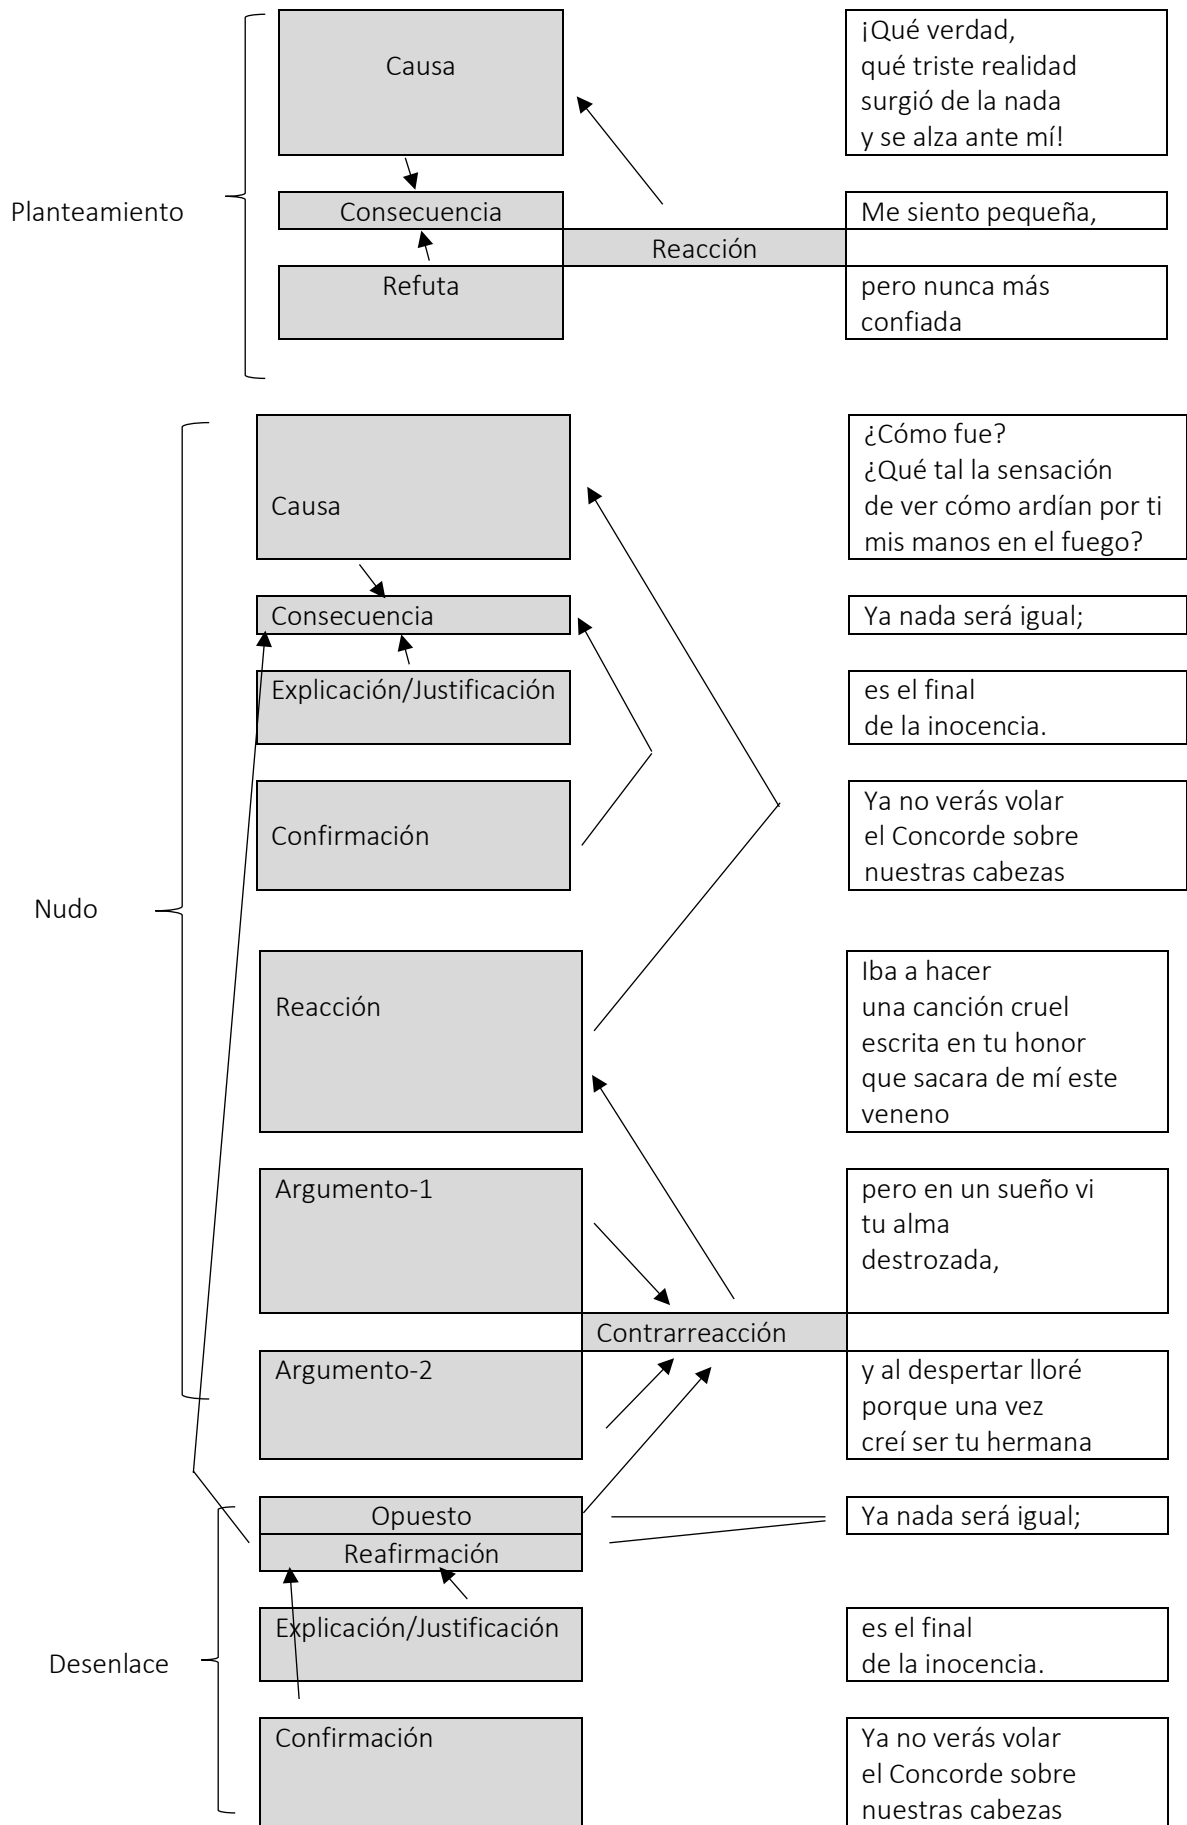 Causa
¡Qué verdad,
qué triste realidad
surgió de la nada
y se alza ante mí!
Planteamiento
Consecuencia
Me siento pequeña,
Reacción
Refuta
pero nunca más
confiada
Causa
¿Cómo fue?
¿Qué tal la sensación
de ver cómo ardían por ti
mis manos en el fuego?
Consecuencia
Ya nada será igual;
Explicación/Justificación
es el final
de la inocencia.
Confirmación
Ya no verás volar
el Concorde sobre
nuestras cabezas
Nudo
Reacción
Iba a hacer
una canción cruel
escrita en tu honor
que sacara de mí este
veneno
Argumento-1
pero en un sueño vi
tu alma
destrozada,
Contrarreacción
Argumento-2
y al despertar lloré
porque una vez
creí ser tu hermana
Opuesto
Ya nada será igual;
Reafirmación
Explicación/Justificación
es el final
de la inocencia.
Desenlace
Confirmación
Ya no verás volar
el Concorde sobre
nuestras cabezas